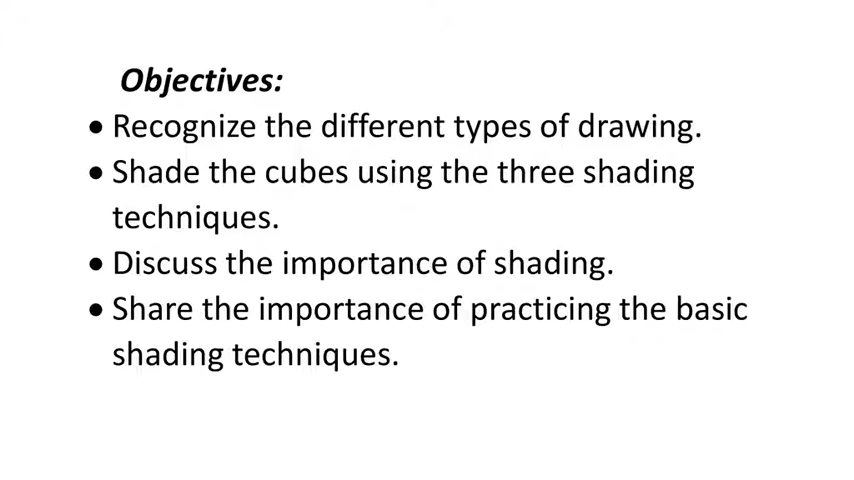 Objectives:
• Recognize the different types of drawing.
• Shade the cubes using the three shading
techniques.
• Discuss the importance of shading.
• Share the importance of practicing the basic
shading techniques.